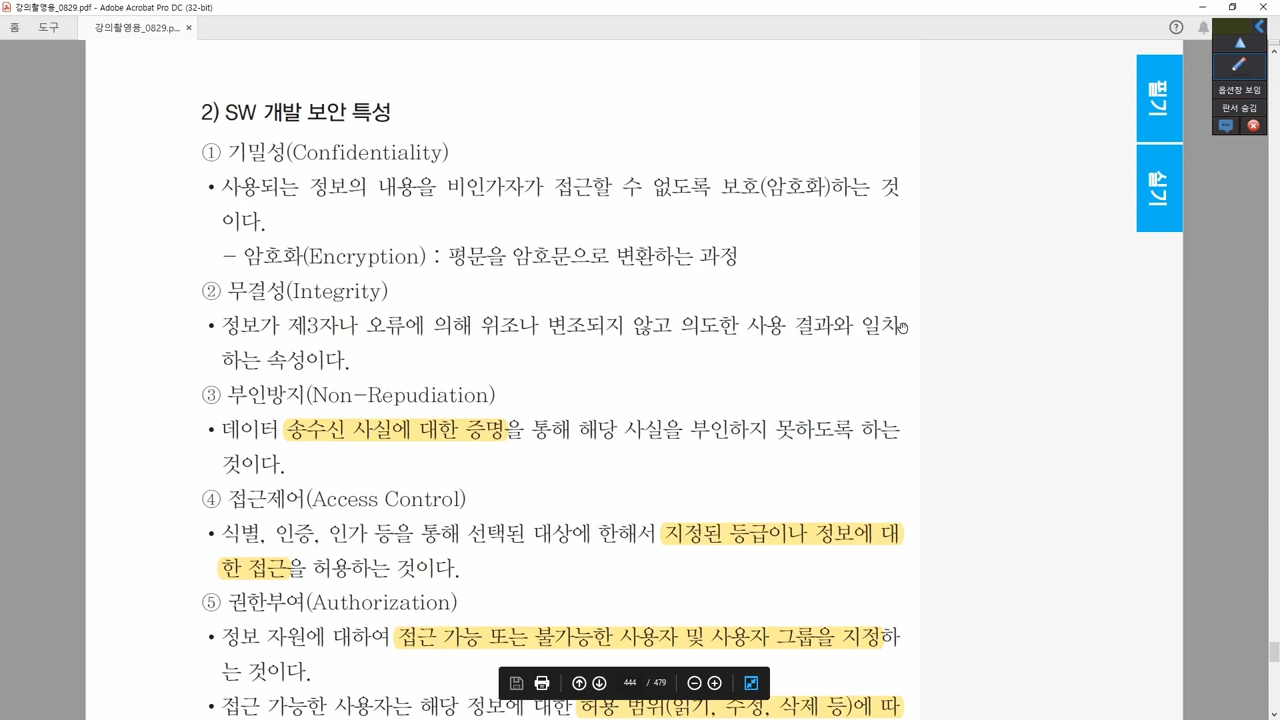 강의촬영용_0829.pdf - Adobe Acrobat Pro DC (32-bit)
홈 도구 강의촬영용_0829.p... ×
옵션창 보임
판서 숨김
필기
실기
2) SW 개발 보안 특성
① 기밀성(Confidentiality)
• 사용되는 정보의 내용을 비인가자가 접근할 수 없도록 보호(암호화)하는 것
이다.
- 암호화(Encryption) : 평문을 암호문으로 변환하는 과정
② 무결성(Integrity)
• 정보가 제3자나 오류에 의해 위조나 변조되지 않고 의도한 사용 결과와 일치
하는 속성이다.
③ 부인방지(Non-Repudiation)
• 데이터 송수신 사실에 대한 증명을 통해 해당 사실을 부인하지 못하도록 하는
것이다.
④ 접근제어(Access Control)
• 식별, 인증, 인가 등을 통해 선택된 대상에 한해서 지정된 등급이나 정보에 대
한 접근을 허용하는 것이다.
⑤ 권한부여(Authorization)
• 정보 자원에 대하여 접근 가능 또는 불가능한 사용자 및 사용자 그룹을 지정하
는 것이다.
• 접근 가능한 사용자는 해당 정보에 대한 허용 범위(읽기, 수정, 삭제 등)에 따
444 / 479